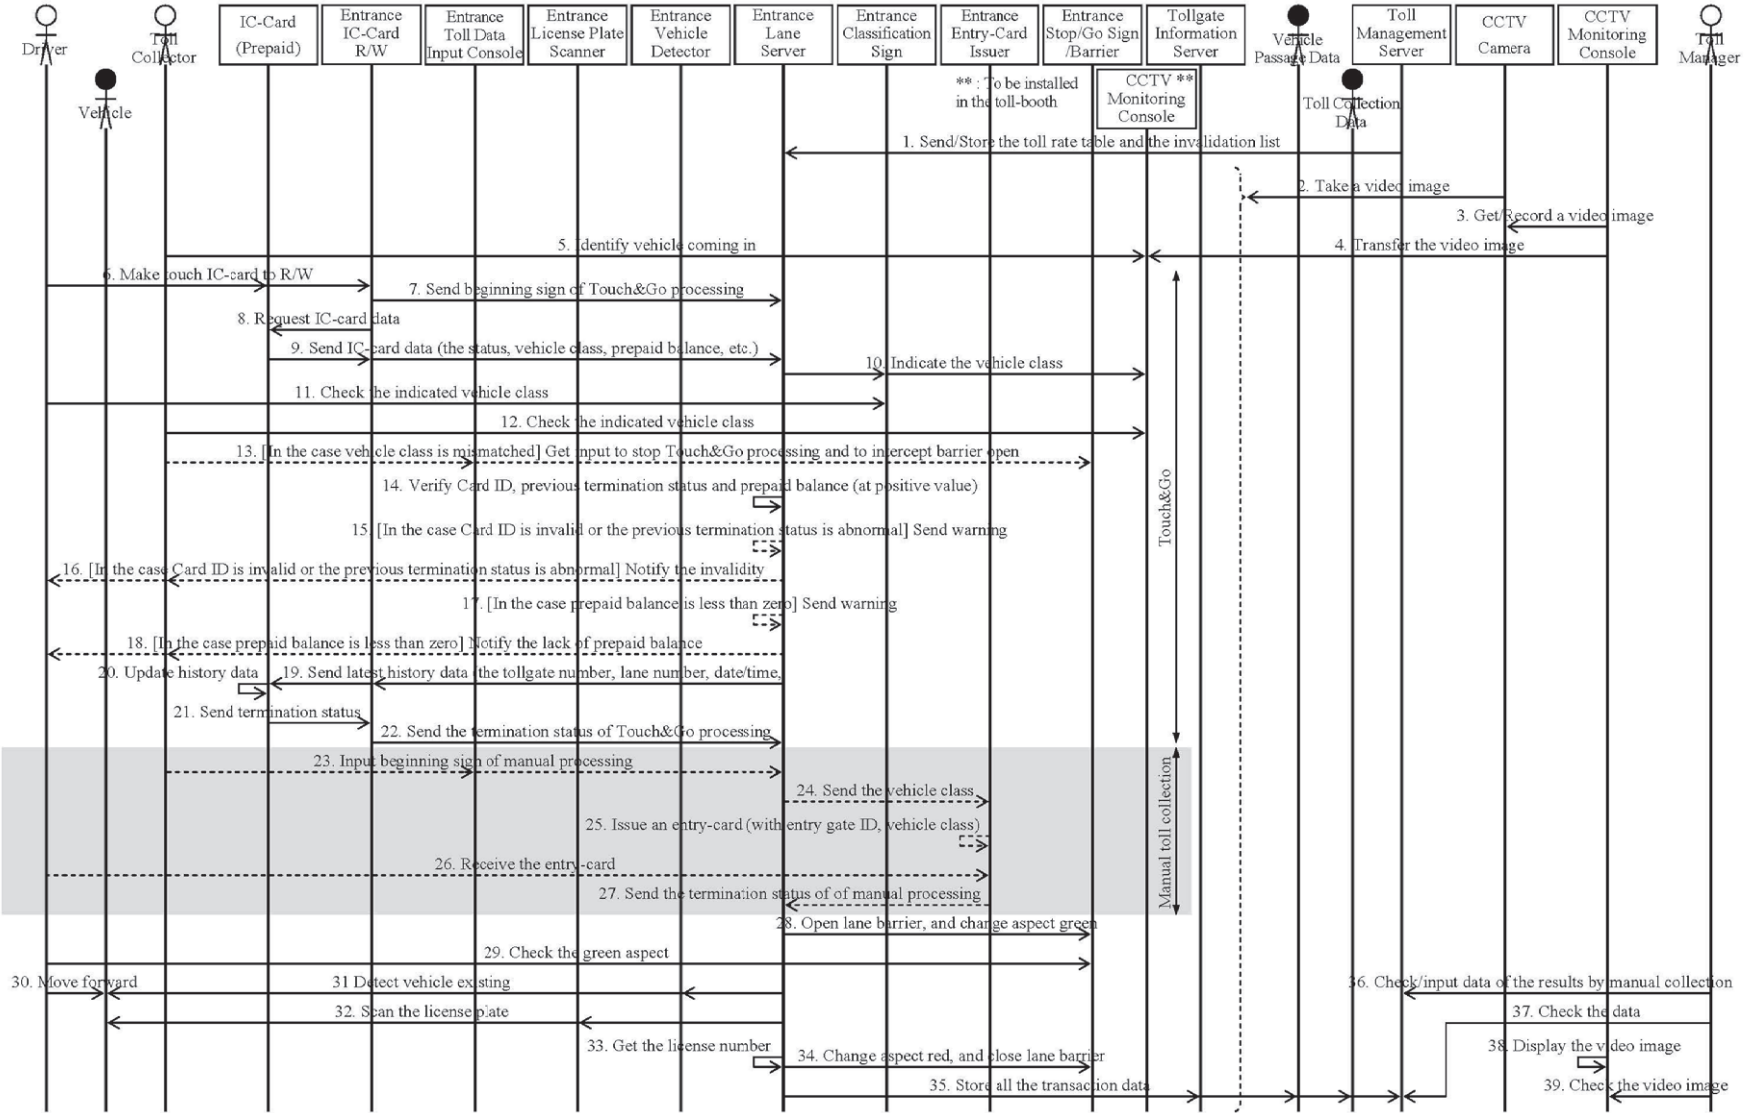 Driver
Vehicle
Toll
Collector
IC-Card
(Prepaid)
Entrance
IC-Card
R/W
Entrance
Toll Data
Input Console
Entrance
License Plate
Scanner
Entrance
Vehicle
Detector
Entrance
Lane
Server
Entrance
Classification
Sign
Entrance
Entry-Card
Issuer
Entrance
Stop/Go Sign
/Barrier
Tollgate
Information
Server
Vehicle
Passage Data
Toll
Management
Server
CCTV
Camera
CCTV
Monitoring
Console
Toll
Manager
** : To be installed
in the toll-booth
CCTV **
Monitoring
Console
Toll Collection
Data
1. Send/Store the toll rate table and the invalidation list
2. Take a video image
3. Get/Record a video image
4. Transfer the video image
5. Identify vehicle coming in
6. Make touch IC-card to R/W
7. Send beginning sign of Touch&Go processing
8. Request IC-card data
9. Send IC-card data (the status, vehicle class, prepaid balance, etc.)
10. Indicate the vehicle class
11. Check the indicated vehicle class
12. Check the indicated vehicle class
13. [In the case vehicle class is mismatched] Get input to stop Touch&Go processing and to intercept barrier open
14. Verify Card ID, previous termination status and prepaid balance (at positive value)
15. [In the case Card ID is invalid or the previous termination status is abnormal] Send warning
16. [In the case Card ID is invalid or the previous termination status is abnormal] Notify the invalidity
17. [In the case prepaid balance is less than zero] Send warning
18. [In the case prepaid balance is less than zero] Notify the lack of prepaid balance
19. Send latest history data (the tollgate number, lane number, date/time,
20. Update history data
21. Send termination status
22. Send the termination status of Touch&Go processing
Touch&Go
23. Input beginning sign of manual processing
24. Send the vehicle class
25. Issue an entry-card (with entry gate ID, vehicle class)
26. Receive the entry-card
27. Send the termination status of of manual processing
Manual toll collection
28. Open lane barrier, and change aspect green
29. Check the green aspect
30. Move forward
31 Detect vehicle existing
32. Scan the license plate
33. Get the license number
34. Change aspect red, and close lane barrier
35. Store all the transaction data
36. Check/input data of the results by manual collection
37. Check the data
38. Display the video image
39. Check the video image